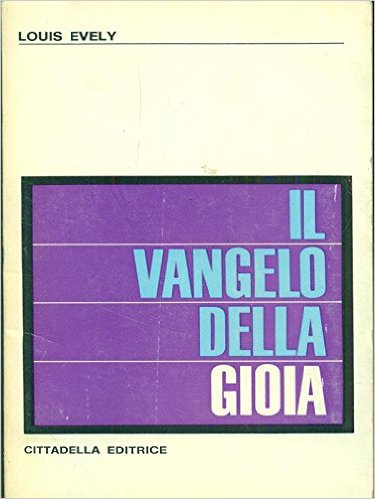 LOUIS EVELY
IL
VANGELO
DELLA
GIOIA
CITTADELLA EDITRICE